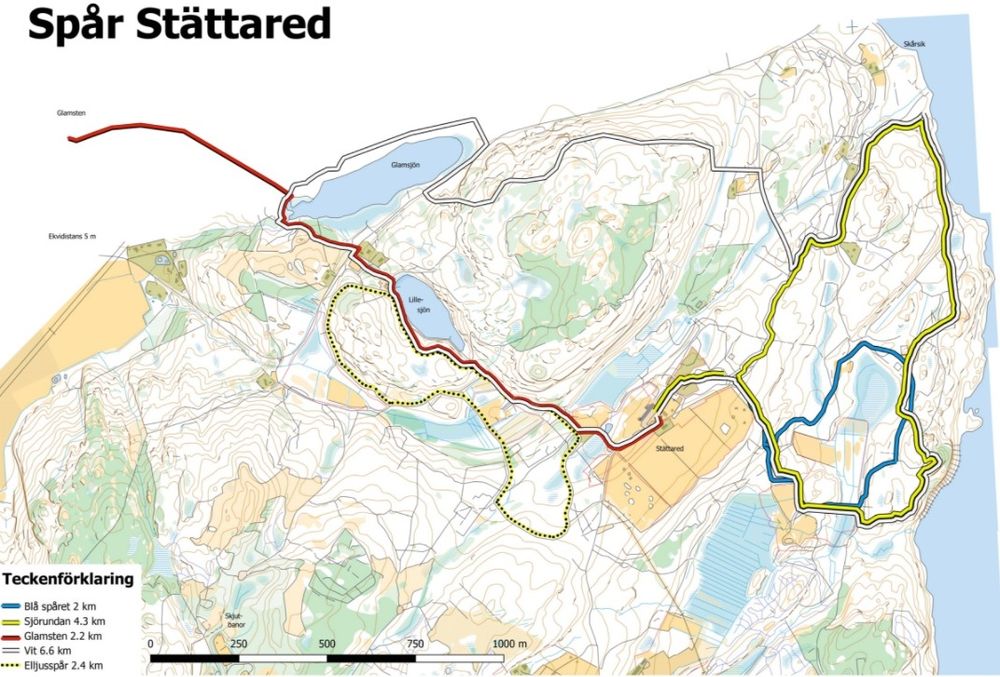 Spår Stättared
Skårsik
Glamsten
Glamsjön
Ekvidistans 5 m
Lille-
sjön
Stättared
Teckenförklaring
Blå spåret 2 km
Sjörundan 4.3 km
Glamsten 2.2 km
Vit 6.6 km
Elljusspår 2.4 km
Skjut-
banor
0 250 500 750 1000 m